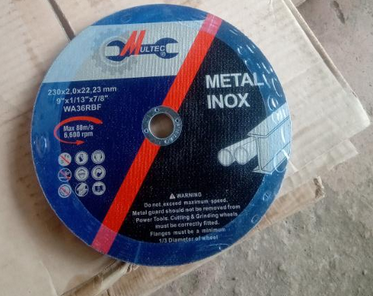 MULTEC
®
230x2,0x22,23 mm
9"x1/13"x7/8"
WA36RBF
METAL
INOX
Max 80m/s
6.600 rpm
WARNING
Do not exceed maximum speed.
Metal guard should not be removed from
Power Tools. Cutting & Grinding wheels
must be correctly fitted.
Flanges must be a minimum
1/3 Diameter of wheel